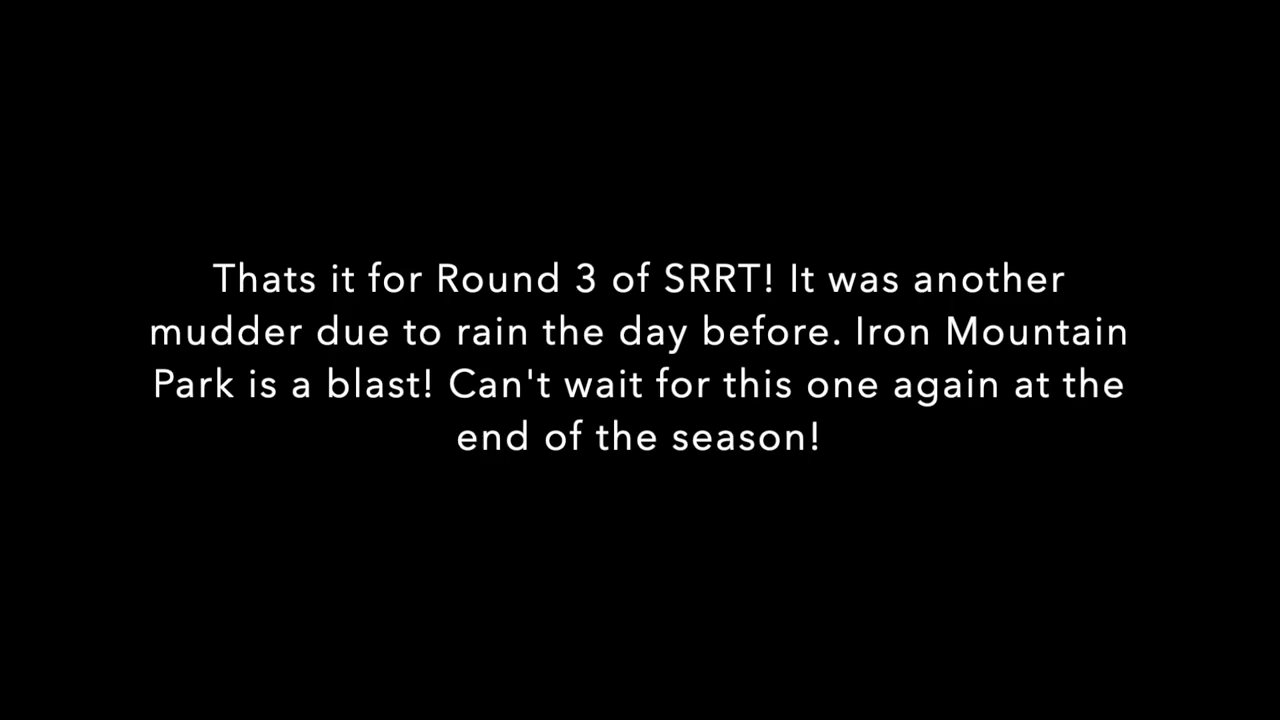 Thats it for Round 3 of SRRT! It was another
mudder due to rain the day before. Iron Mountain
Park is a blast! Can't wait for this one again at the
end of the season!